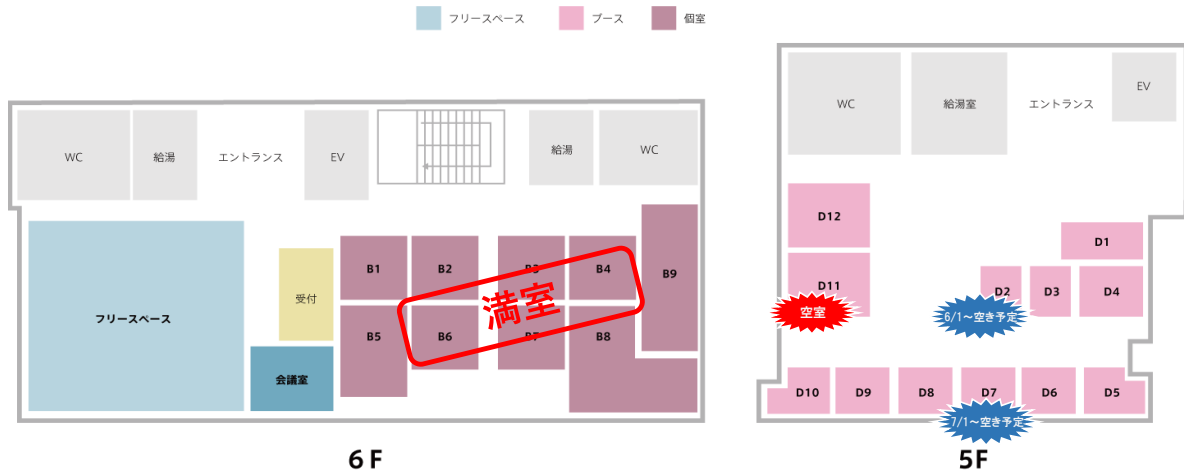 フリースペース
ブース
個室
WC
給湯
エントランス
EV
給湯
WC
フリースペース
受付
会議室
B1
B2
B3
B4
B9
B5
B6
B7
B8
満室
6F
WC
給湯室
エントランス
EV
D12
D11
空室
D1
D2
D3
D4
6/1～空き予定
D10
D9
D8
D7
D6
D5
7/1～空き予定
5F